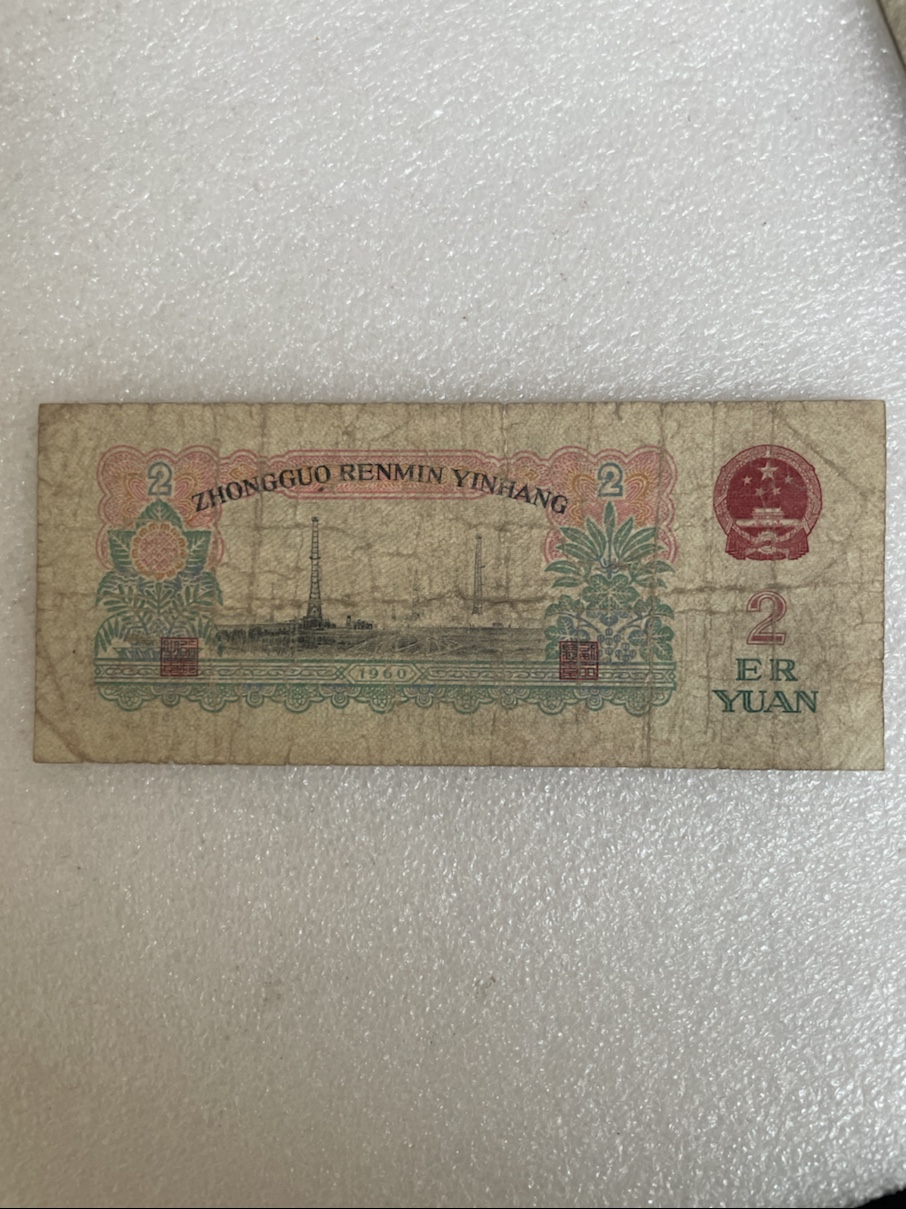 2
2
ZHONGGUO RENMIN YINHANG
1960
2
ER
YUAN